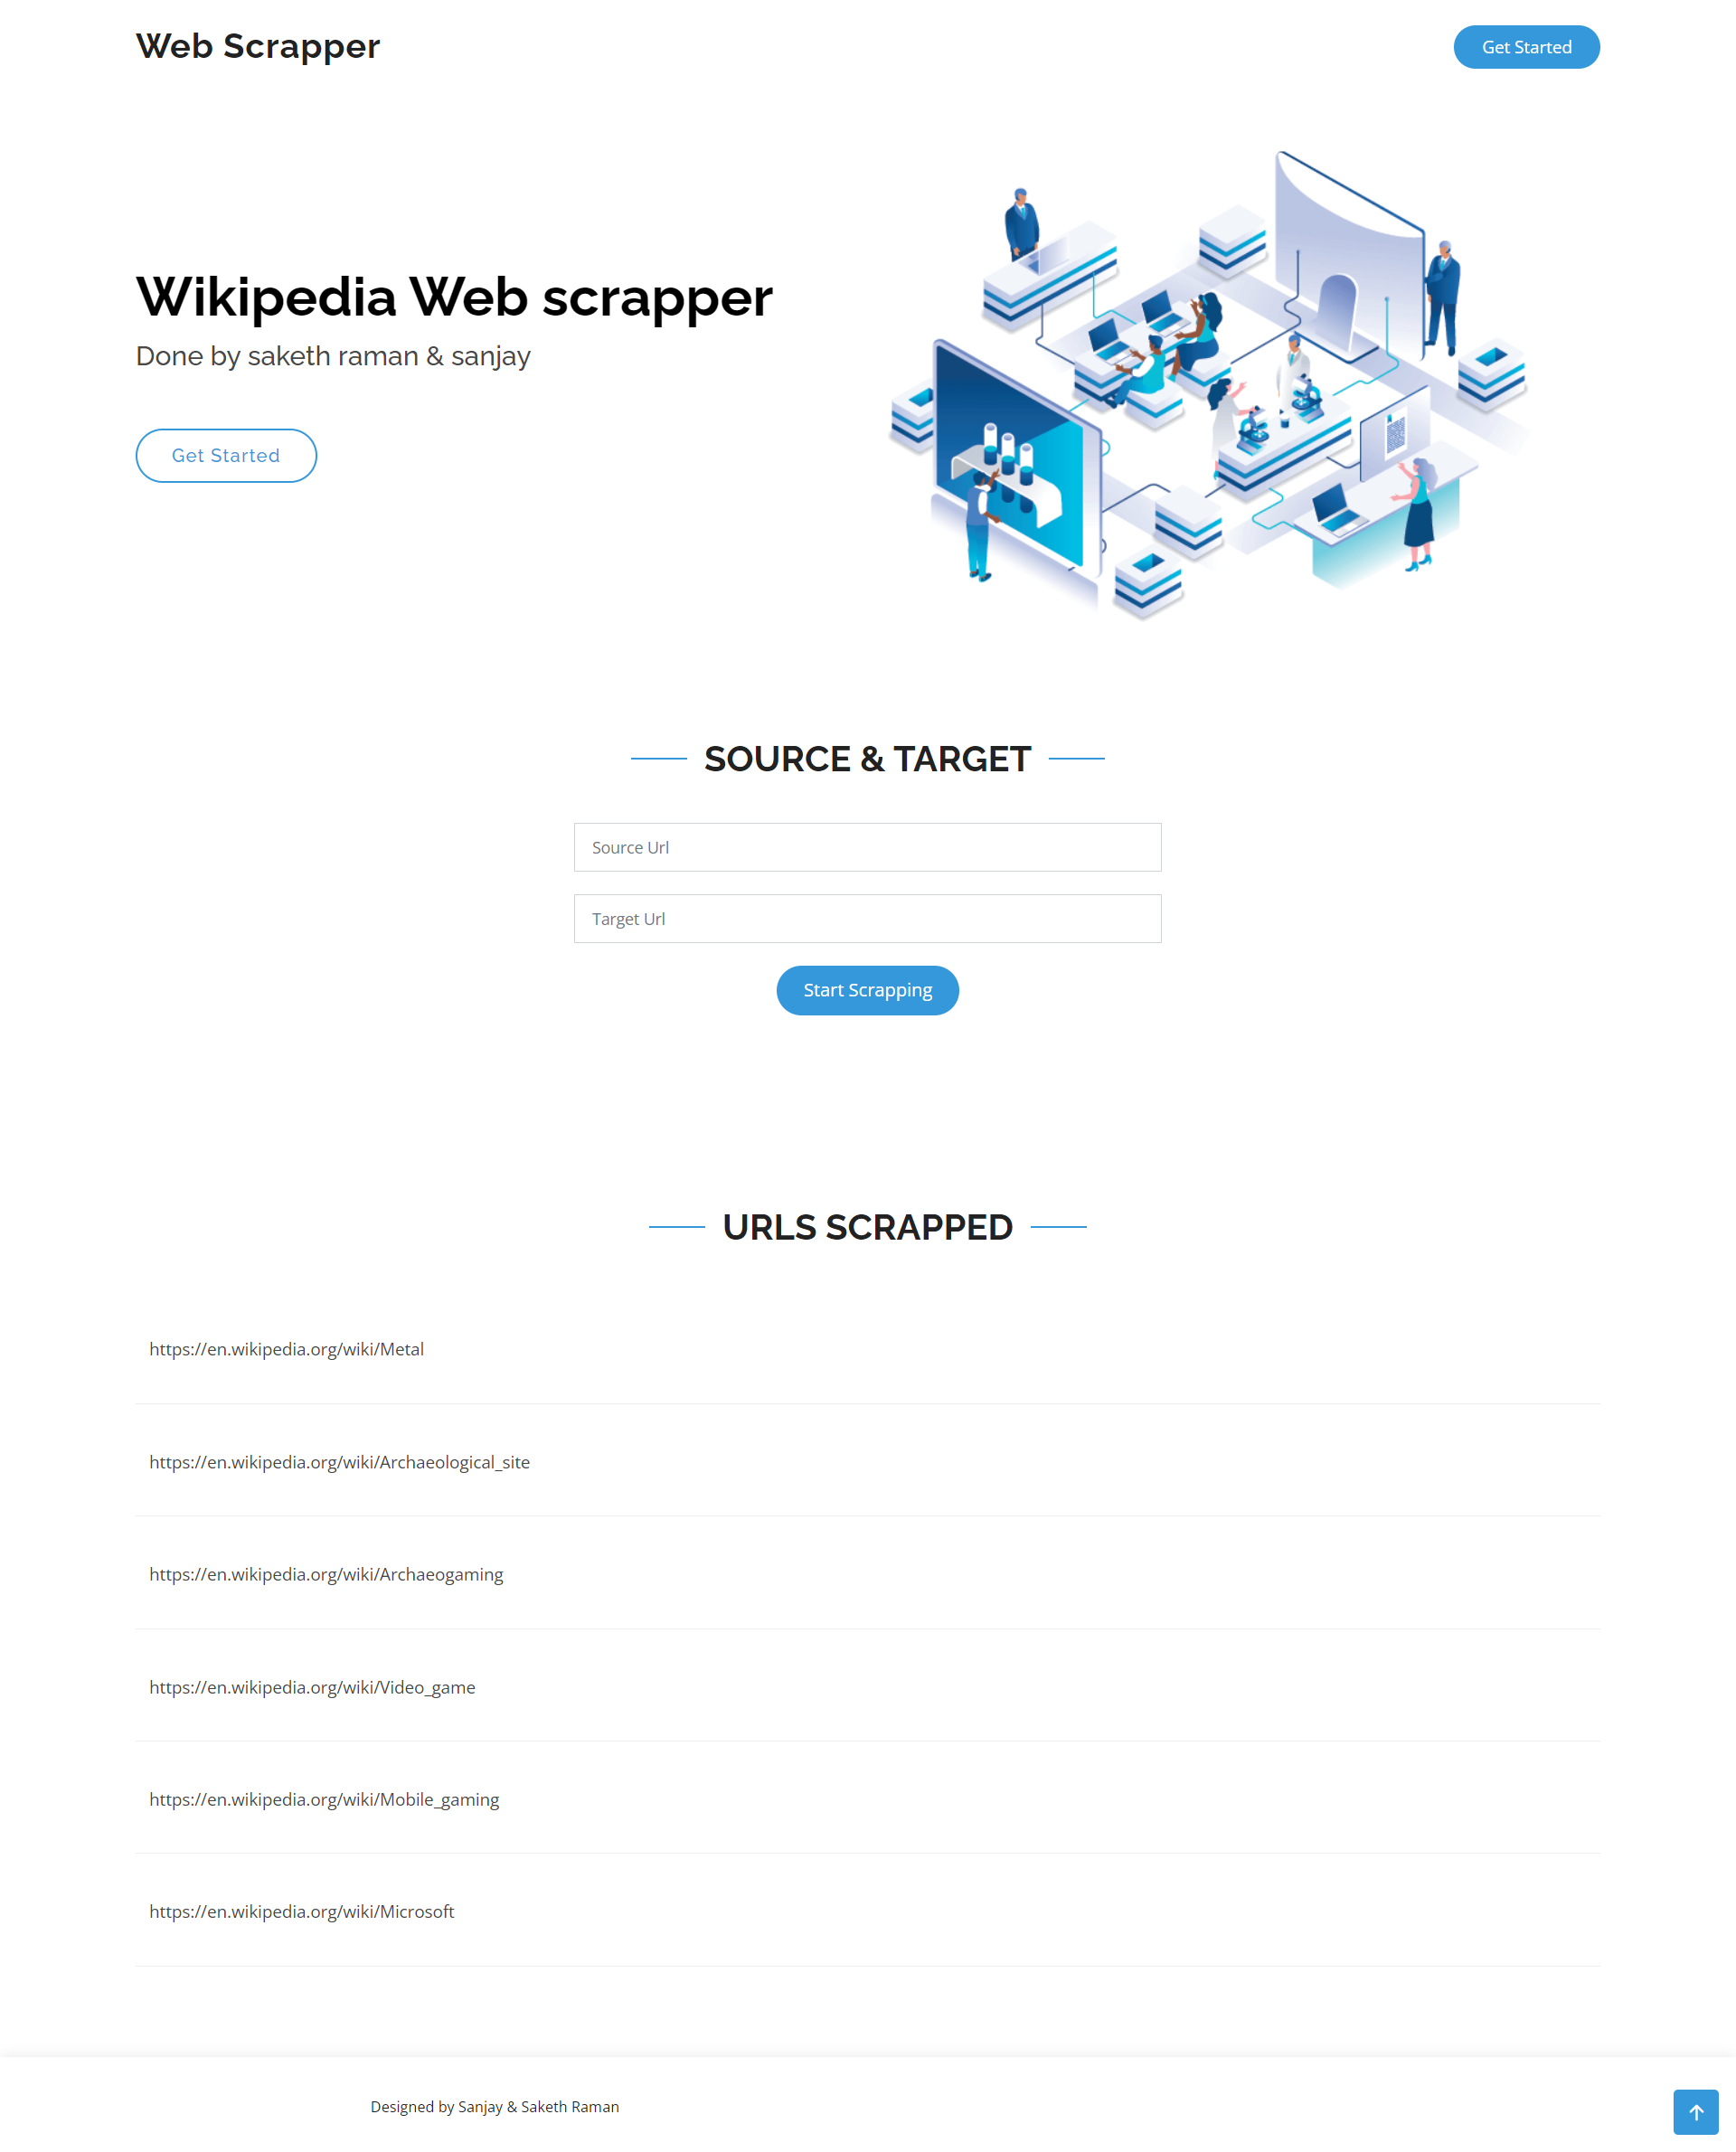 Web Scrapper
Get Started
Wikipedia Web scrapper
Done by saketh raman & sanjay
Get Started
SOURCE & TARGET
Source Url
Target Url
Start Scrapping
URLS SCRAPPED
https://en.wikipedia.org/wiki/Metal
https://en.wikipedia.org/wiki/Archaeological_site
https://en.wikipedia.org/wiki/Archaeogaming
https://en.wikipedia.org/wiki/Video_game
https://en.wikipedia.org/wiki/Mobile_gaming
https://en.wikipedia.org/wiki/Microsoft
Designed by Sanjay & Saketh Raman